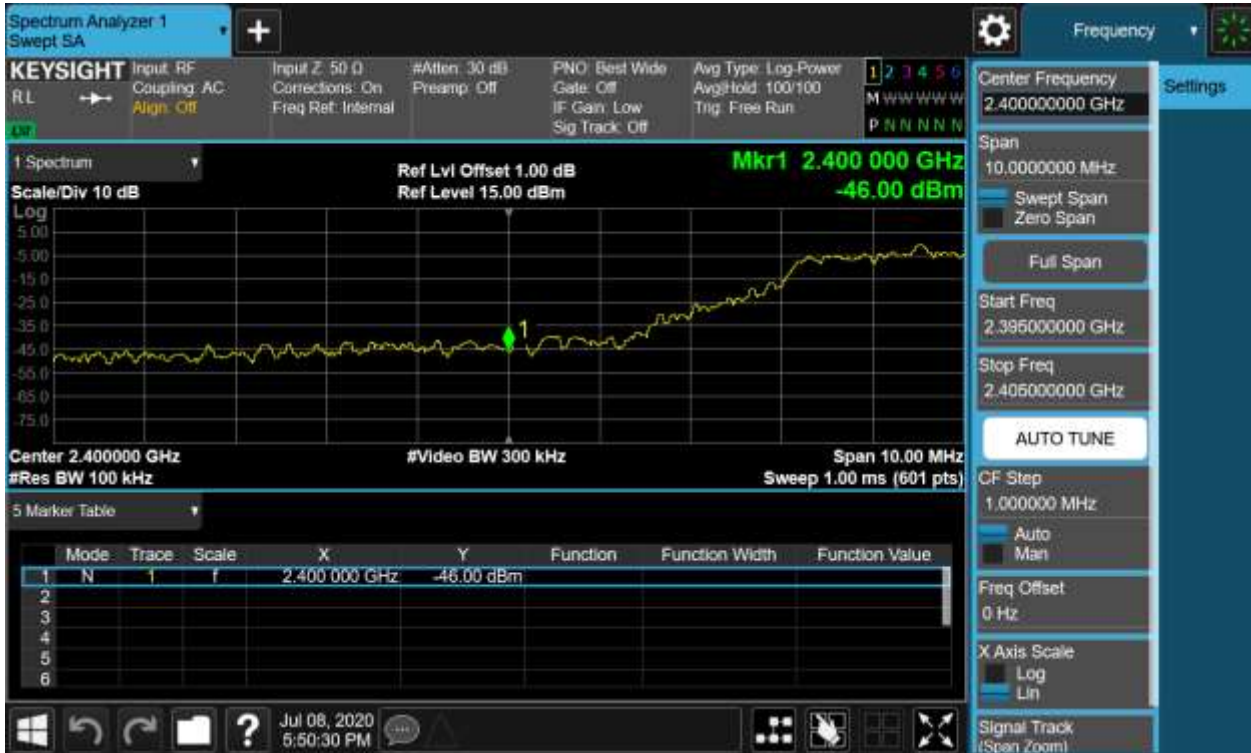 Spectrum Analyzer 1
Swept SA
+
Frequency
KEYSIGHT
RL
Input: RF
Coupling: AC
Align: Off
Input Z: 50 Ω
Corrections: On
Freq Ref: Internal
#Atten: 30 dB
Preamp: Off
PNO: Best Wide
Gate: Off
IF Gain: Low
Sig Track: Off
Avg Type: Log-Power
Avg|Hold: 100/100
Trig: Free Run
1 2 3 4 5 6
M W W W W W
P N N N N N
1 Spectrum
Scale/Div 10 dB
Ref Lvl Offset 1.00 dB
Ref Level 15.00 dBm
Mkr1 2.400 000 GHz
-46.00 dBm
Log
5.00
-5.00
-15.0
-25.0
-35.0
-45.0
-55.0
-65.0
-75.0
1
Center 2.400000 GHz
#Video BW 300 kHz
Span 10.00 MHz
#Res BW 100 kHz
Sweep 1.00 ms (601 pts)
5 Marker Table
Mode Trace Scale X Y Function Function Width Function Value
1 N 1 f 2.400 000 GHz -46.00 dBm
2
3
4
5
6
Jul 08, 2020
5:50:30 PM
Center Frequency
2.400000000 GHz
Settings
Span
10.0000000 MHz
Swept Span
Zero Span
Full Span
Start Freq
2.395000000 GHz
Stop Freq
2.405000000 GHz
AUTO TUNE
CF Step
1.000000 MHz
Auto
Man
Freq Offset
0 Hz
X Axis Scale
Log
Lin
Signal Track
(Span Zoom)